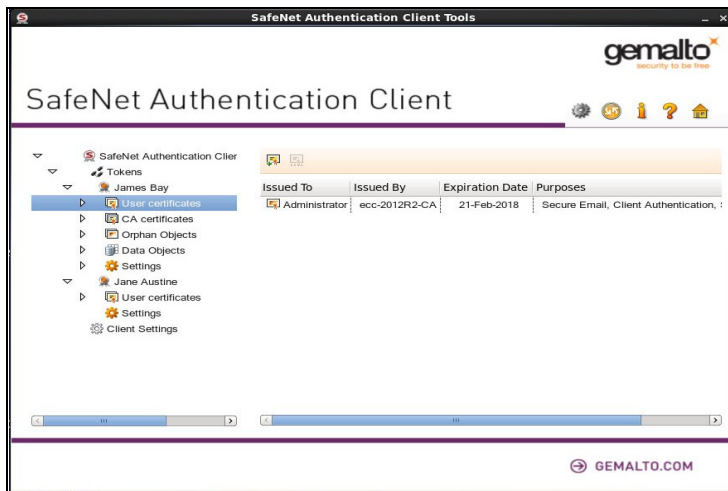 SafeNet Authentication Client Tools
gemalto
security to be free
SafeNet Authentication Client
SafeNet Authentication Clier
Tokens
James Bay
User certificates
CA certificates
Orphan Objects
Data Objects
Settings
Jane Austine
User certificates
Settings
Client Settings
Issued To Issued By Expiration Date Purposes
Administrator ecc-2012R2-CA 21-Feb-2018 Secure Email, Client Authentication,
GEMALTO.COM